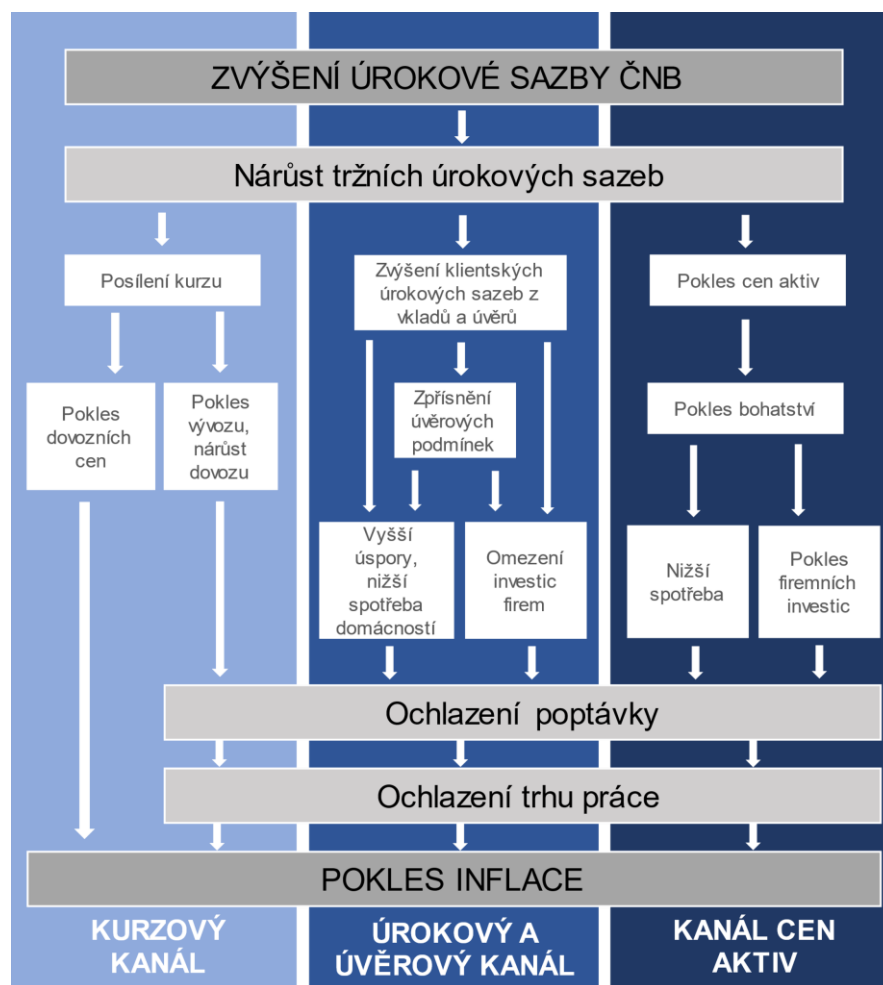 ZVÝŠENÍ ÚROKOVÉ SAZBY ČNB
Nárůst tržních úrokových sazeb
Posílení kurzu
Zvýšení klientských
úrokových sazeb z
vkladů a úvěrů
Pokles cen aktiv
Pokles
dovozních
cen
Pokles
vývozu,
nárůst
dovozu
Zpřísnění
úvěrových
podmínek
Pokles bohatství
Vyšší
úspory,
nižší
spotřeba
domácností
Omezení
investic
firem
Nižší
spotřeba
Pokles
firemních
investic
Ochlazení poptávky
Ochlazení trhu práce
POKLES INFLACE
KURZOVÝ
KANÁL
ÚROKOVÝ A
ÚVĚROVÝ KANÁL
KANÁL CEN
AKTIV